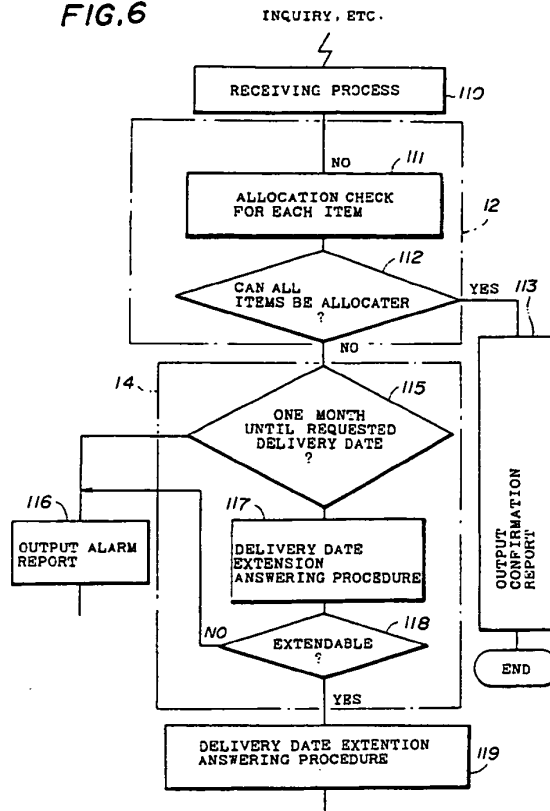 FIG.6
INQUIRY, ETC.
RECEIVING PROCESS
110
NO
111
ALLOCATION CHECK
FOR EACH ITEM
12
112
CAN ALL
ITEMS BE ALLOCATER
?
YES
113
NO
14
115
ONE MONTH
UNTIL REQUESTED
DELIVERY DATE
?
116
OUTPUT ALARM
REPORT
117
DELIVERY DATE
EXTENSION
ANSWERING PROCEDURE
OUTPUT
CONFIRMATION
REPORT
NO
118
EXTENDABLE
?
END
YES
DELIVERY DATE EXTENTION
ANSWERING PROCEDURE
119